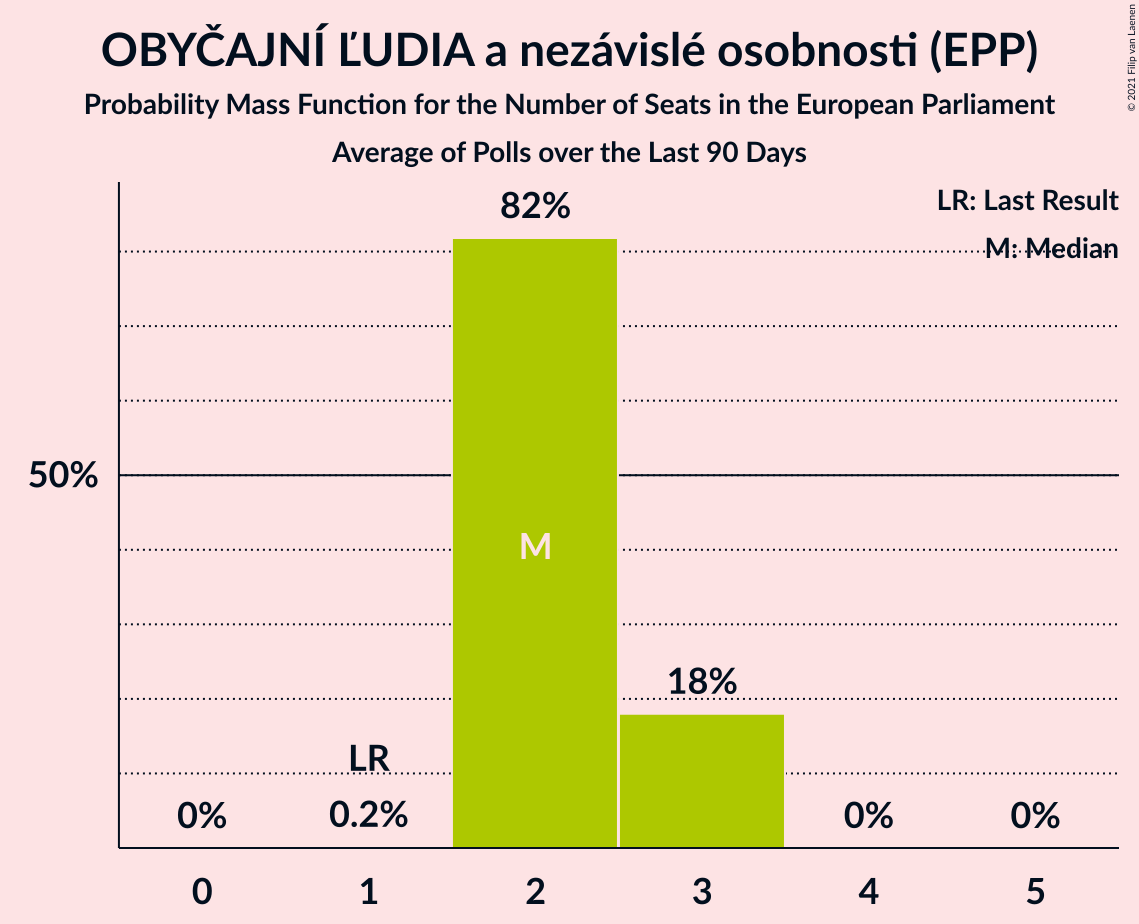 OBYČAJNÍ ĽUDIA a nezávislé osobnosti (EPP)
Probability Mass Function for the Number of Seats in the European Parliament
Average of Polls over the Last 90 Days
© 2021 Filip van Laenen
LR: Last Result
M: Median
82%
50%
M
18%
LR
0% 0.2% 0% 0%
0 1 2 3 4 5